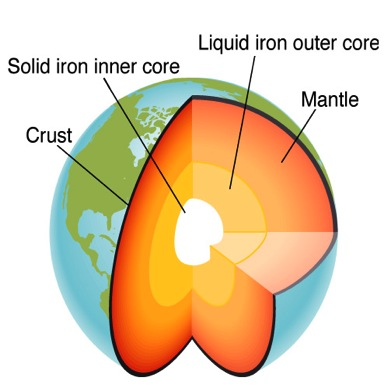 Liquid iron outer core
Solid iron inner core
Mantle
Crust